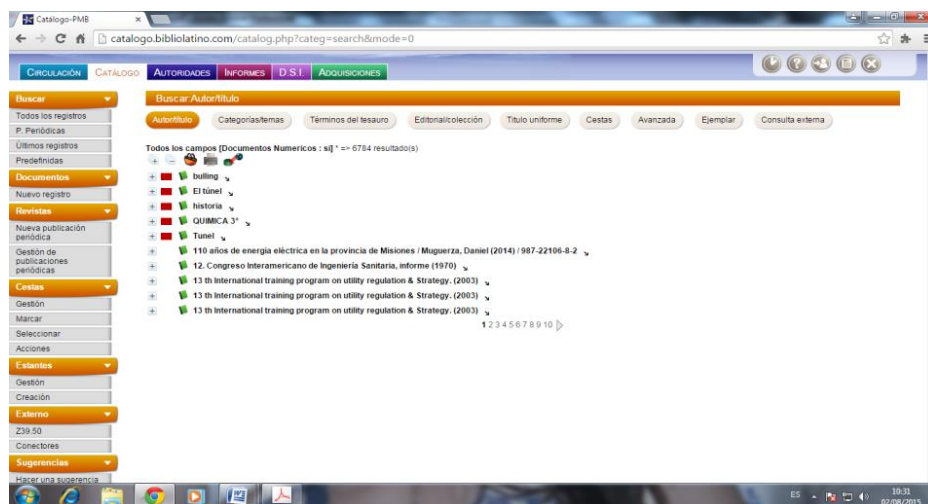 Catálogo-PMB
catalogo.bibliolatino.com/catalog.php?categ=search&mode=0
CIRCULACIÓN CATÁLOGO AUTORIDADES INFORMES D.S.I. ADQUISICIONES
Buscar
Todos los registros
P. Periódicas
Últimos registros
Predefinidas
Documentos
Nuevo registro
Revistas
Nueva publicación
periódica
Gestión de
publicaciones
periódicas
Cestas
Gestión
Marcar
Seleccionar
Acciones
Estantes
Gestión
Creación
Externo
Z39.50
Conectores
Sugerencias
Hacer una sugerencia
Buscar Autor/título
Autor/título Categorías/temas Términos del tesauro Editorial/colección Título uniforme Cestas Avanzada Ejemplar Consulta externa
Todos los campos [Documentos Numericos : sí] * => 6784 resultado(s)
bulling
El túnel
historia
QUIMICA 3°
Tunel
110 años de energía eléctrica en la provincia de Misiones / Muguerza, Daniel (2014) / 987-22106-8-2
12. Congreso Interamericano de Ingeniería Sanitaria, informe (1970)
13 th International training program on utility regulation & Strategy. (2003)
13 th International training program on utility regulation & Strategy. (2003)
13 th International training program on utility regulation & Strategy. (2003)
1 2 3 4 5 6 7 8 9 10
ES
10:31
02/08/2015